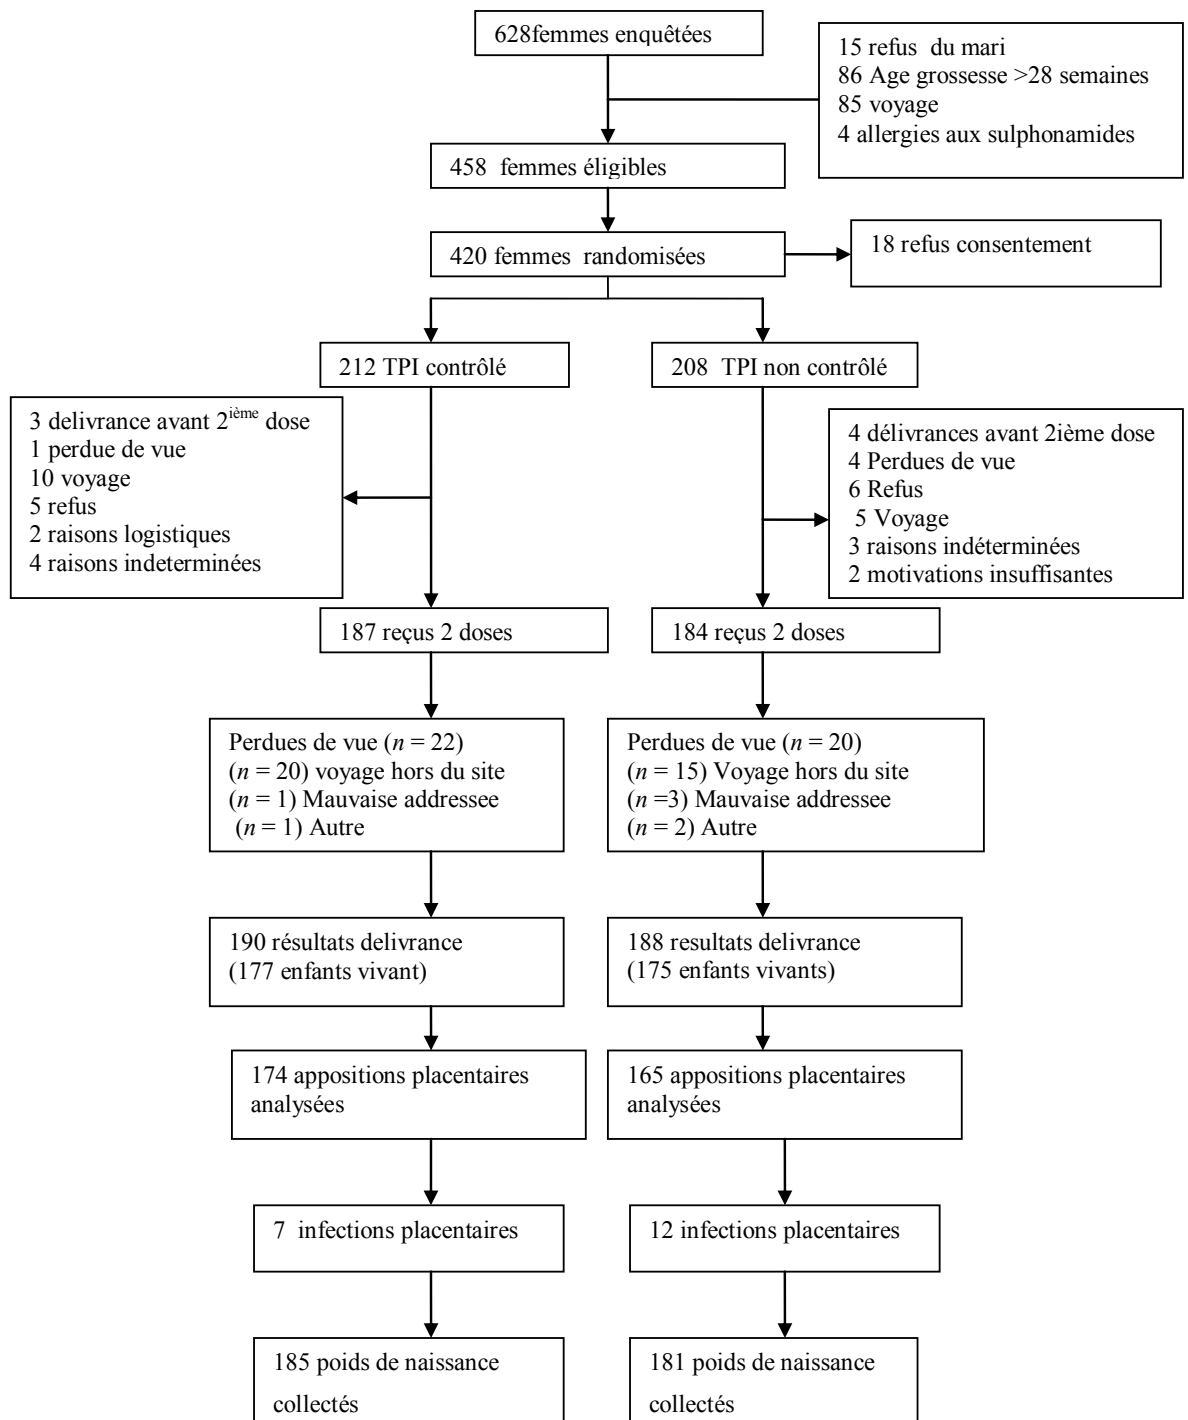 628femmes enquêtées
15 refus du mari
86 Age grossesse >28 semaines
85 voyage
4 allergies aux sulphonamides
458 femmes éligibles
420 femmes randomisées
18 refus consentement
212 TPI contrôlé
208 TPI non contrôlé
3 delivrance avant 2ième dose
1 perdue de vue
10 voyage
5 refus
2 raisons logistiques
4 raisons indeterminées
4 délivrances avant 2ième dose
4 Perdues de vue
6 Refus
5 Voyage
3 raisons indéterminées
2 motivations insuffisantes
187 reçus 2 doses
184 reçus 2 doses
Perdues de vue (n = 22)
(n = 20) voyage hors du site
(n = 1) Mauvaise addressee
(n = 1) Autre
Perdues de vue (n = 20)
(n = 15) Voyage hors du site
(n =3) Mauvaise addressee
(n = 2) Autre
190 résultats delivrance
(177 enfants vivant)
188 resultats delivrance
(175 enfants vivants)
174 appositions placentaires
analysées
165 appositions placentaires
analysées
7 infections placentaires
12 infections placentaires
185 poids de naissance
collectés
181 poids de naissance
collectés